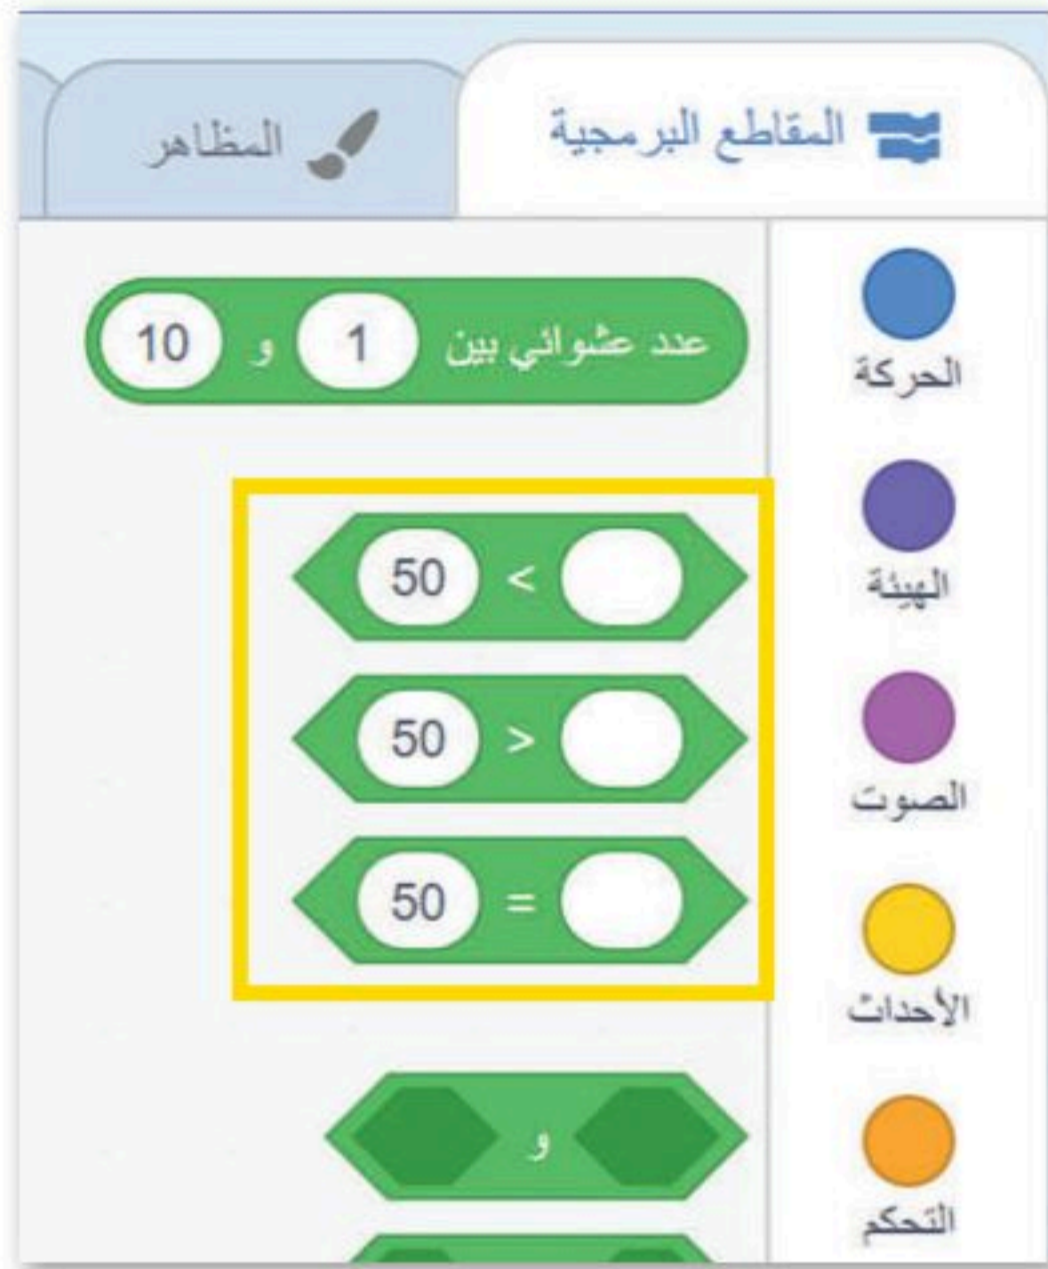 المقاطع البرمجية
المظاهر
الحركة
الهيئة
الصوت
الأحداث
التحكم
عدد عشوائي بين 1 و 10
< 50
> 50
= 50
و